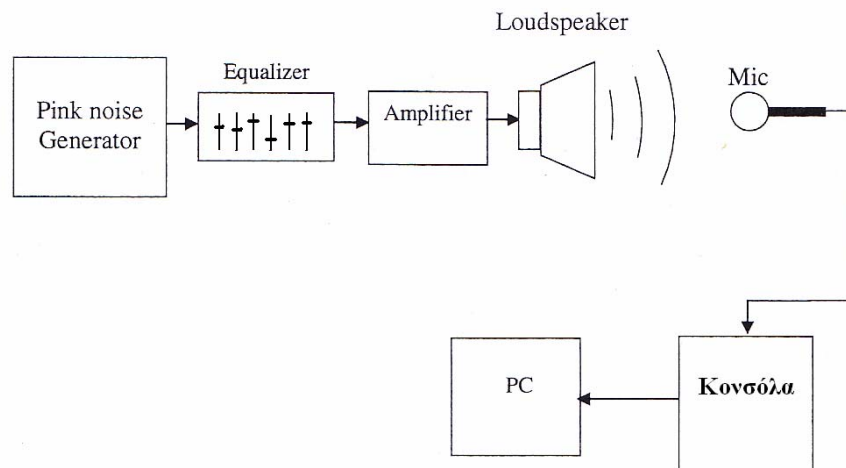 Loudspeaker
Equalizer
Mic
Pink noise
Generator
Amplifier
PC
Κονσόλα